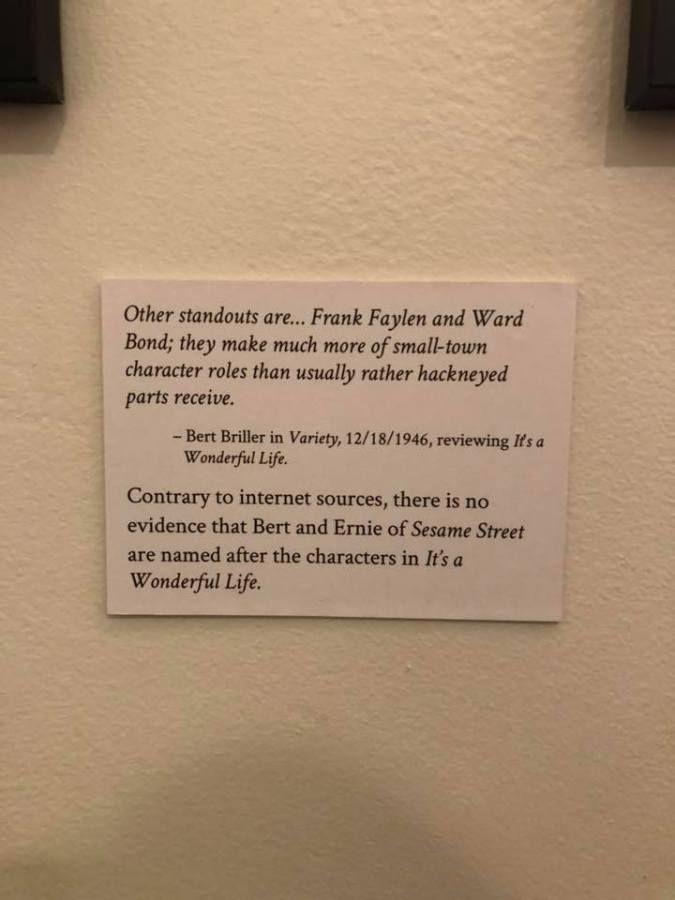 Other standouts are... Frank Faylen and Ward
Bond; they make much more of small-town
character roles than usually rather hackneyed
parts receive.
– Bert Briller in Variety, 12/18/1946, reviewing It's a
Wonderful Life.
Contrary to internet sources, there is no
evidence that Bert and Ernie of Sesame Street
are named after the characters in It's a
Wonderful Life.